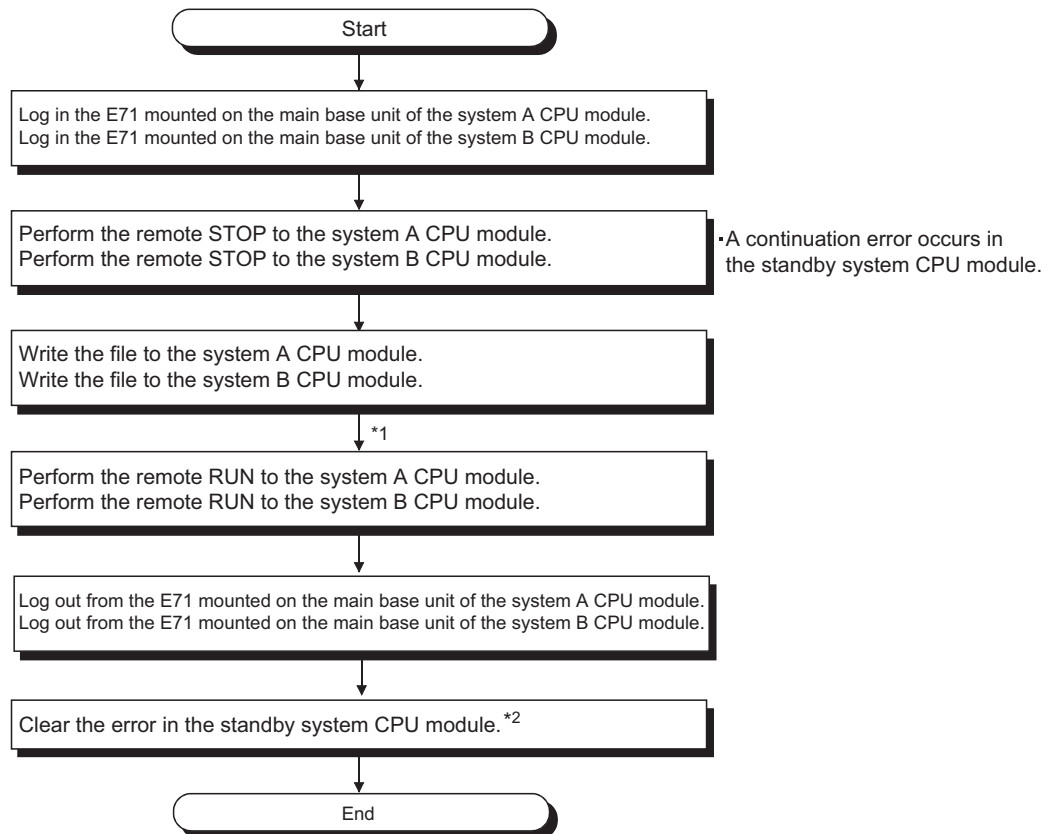 Start
Log in the E71 mounted on the main base unit of the system A CPU module.
Log in the E71 mounted on the main base unit of the system B CPU module.
Perform the remote STOP to the system A CPU module.
Perform the remote STOP to the system B CPU module.
▪A continuation error occurs in
the standby system CPU module.
Write the file to the system A CPU module.
Write the file to the system B CPU module.
*1
Perform the remote RUN to the system A CPU module.
Perform the remote RUN to the system B CPU module.
Log out from the E71 mounted on the main base unit of the system A CPU module.
Log out from the E71 mounted on the main base unit of the system B CPU module.
Clear the error in the standby system CPU module.*2
End